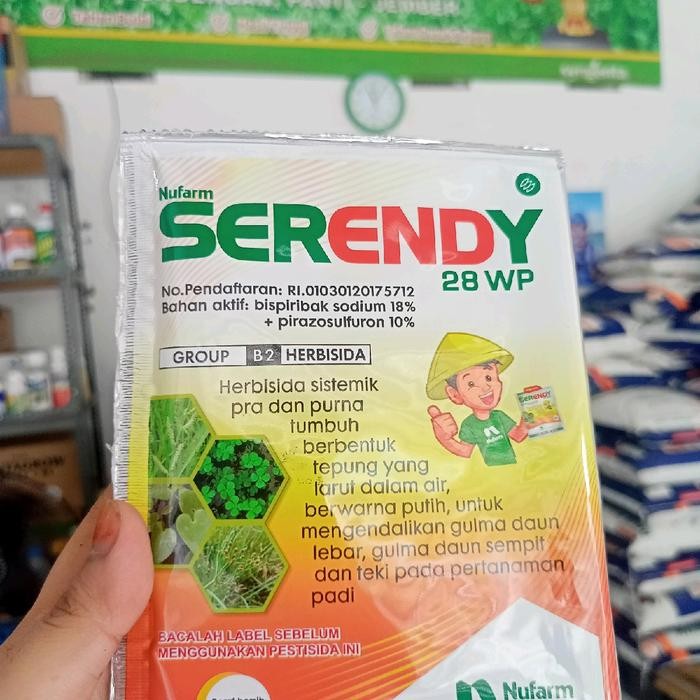 Nufarm
SERENDY
28 WP
No.Pendaftaran: RI.01030120175712
Bahan aktif: bispiribak sodium 18%
+ pirazosulfuron 10%
GROUP B2 HERBISIDA
Herbisida sistemik
pra dan purna
tumbuh
berbentuk
tepung yang
larut dalam air,
berwarna putih, untuk
mengendalikan gulma daun
lebar, gulma daun sempit
dan teki pada pertanaman
padi
SERENDY
Nufarm
BACALAH LABEL SEBELUM
MENGGUNAKAN PESTISIDA INI
Nufarm